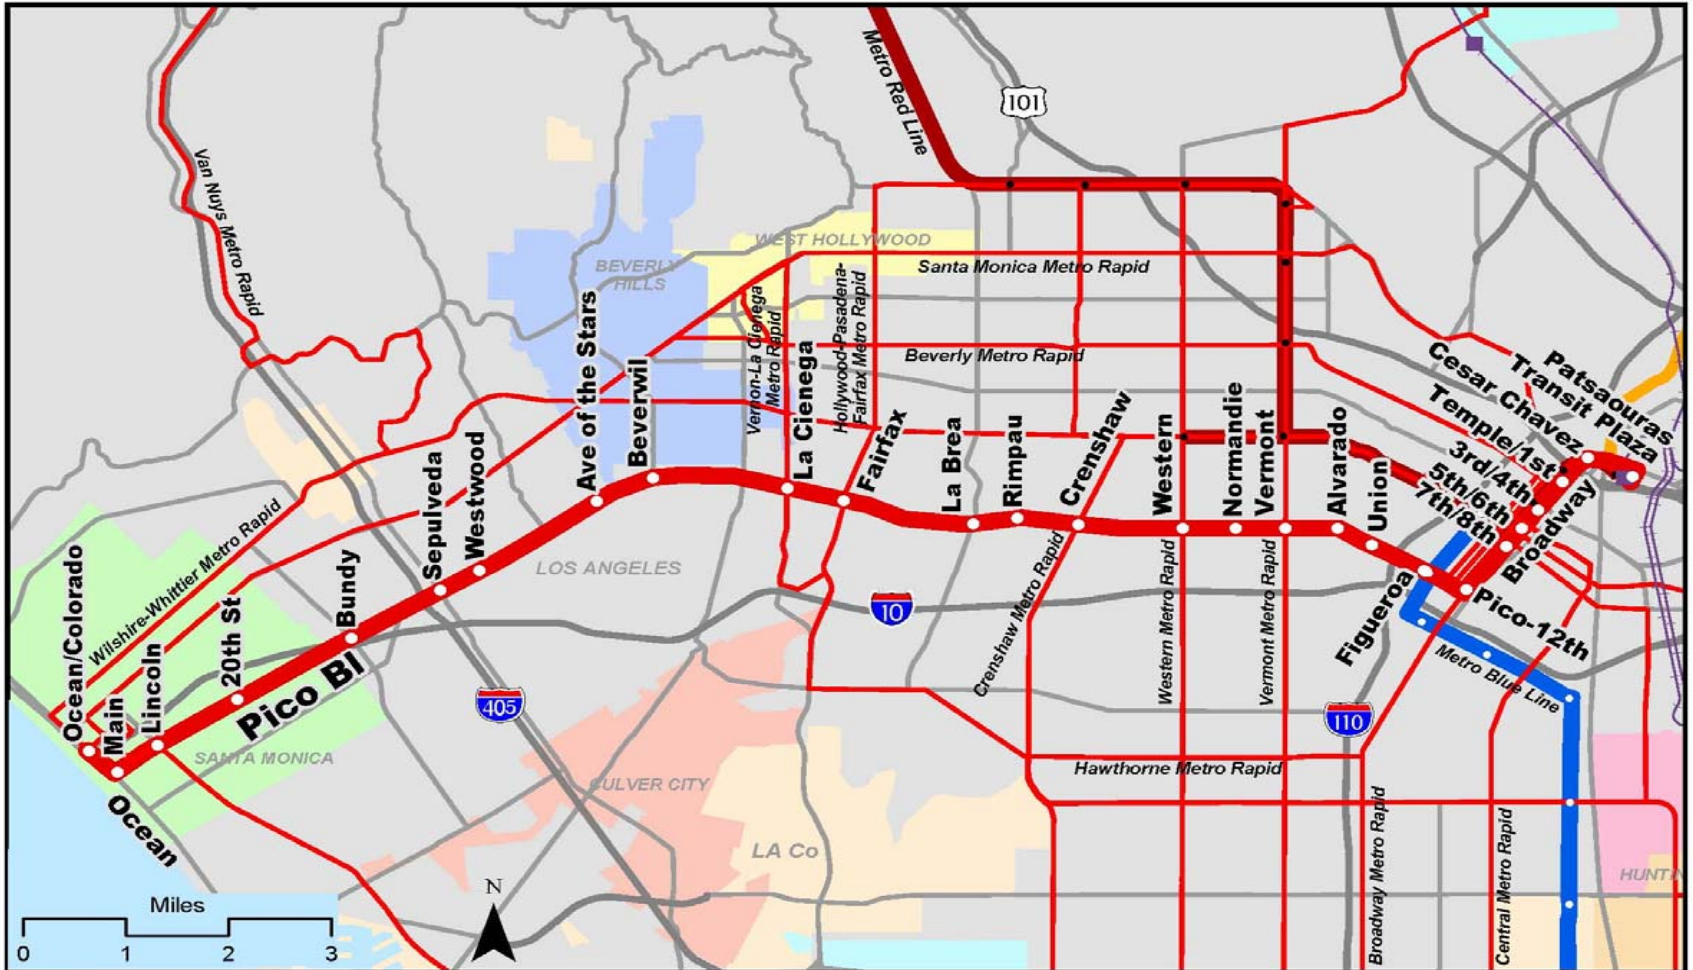 Metro Red Line
101
Van Nuys Metro Rapid
WEST HOLLYWOOD
BEVERLY
HILLS
Santa Monica Metro Rapid
Vernon-La Cienega
Metro Rapid
Hollywood-Pasadena-
Fairfax Metro Rapid
Beverly Metro Rapid
Patsaouras
Transit Plaza
Cesar Chavez
Temple/1st
3rd/4th
5th/6th
7th/8th
Broadway
Ocean/Colorado
Main
Lincoln
20th St
Bundy
Sepulveda
Westwood
Ave of the Stars
Beverwil
La Cienega
Fairfax
La Brea
Rimpau
Crenshaw
Western
Normandie
Vermont
Alvarado
Union
Figueroa
Pico-12th
Wilshire-Whittier Metro Rapid
LOS ANGELES
10
Crenshaw Metro Rapid
Western Metro Rapid
Vermont Metro Rapid
Metro Blue Line
Pico Bl
405
110
SANTA MONICA
Ocean
CULVER CITY
Hawthorne Metro Rapid
LA Co
Broadway Metro Rapid
Central Metro Rapid
HUNTIN
N
Miles
0 1 2 3